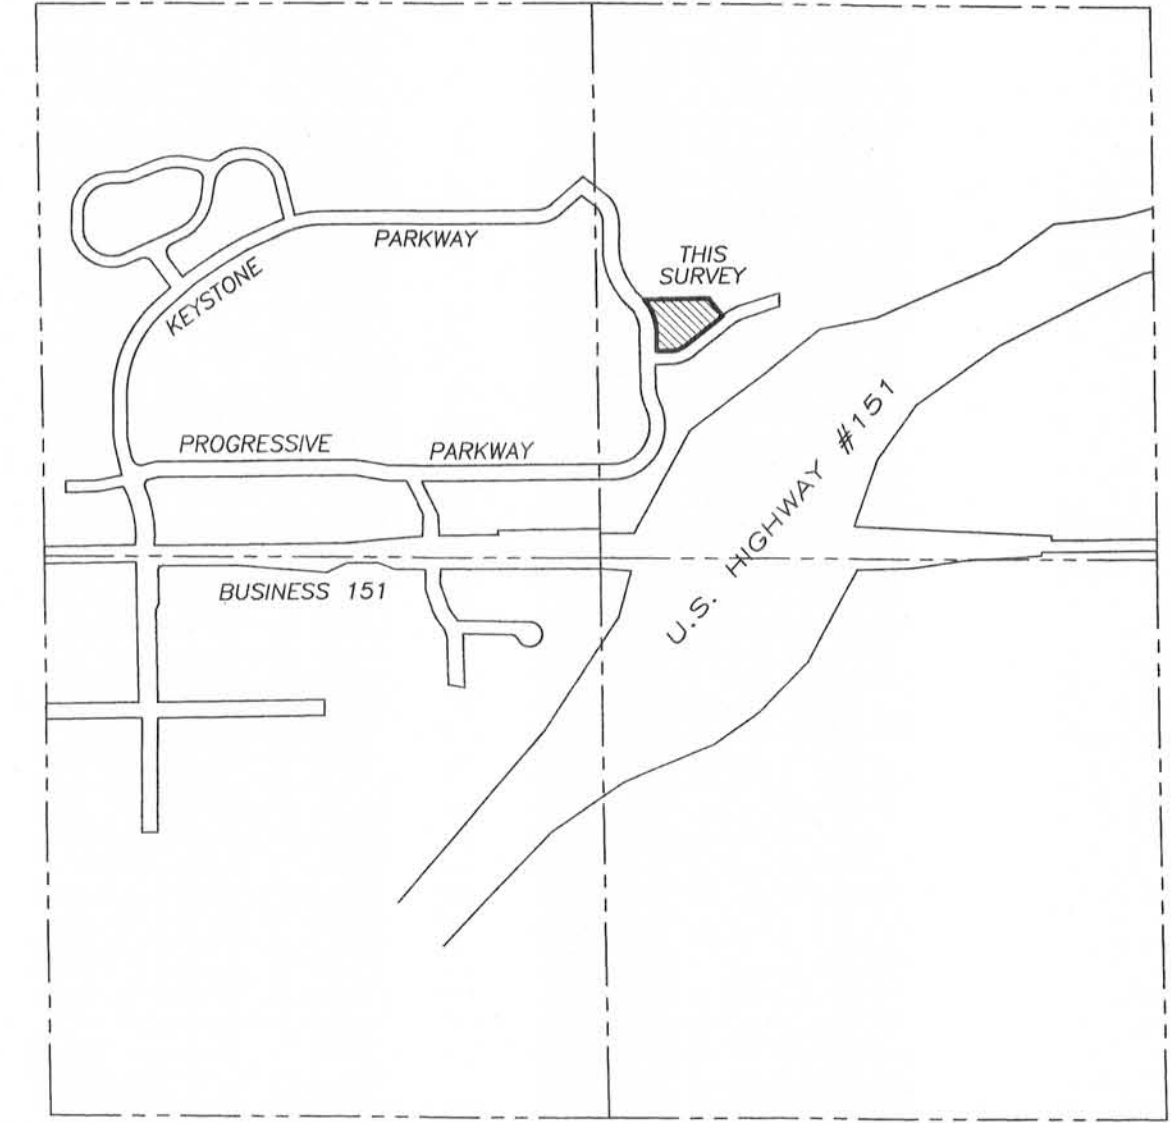 PARKWAY
THIS
SURVEY
KEYSTONE
PROGRESSIVE PARKWAY
U.S. HIGHWAY #151
BUSINESS 151